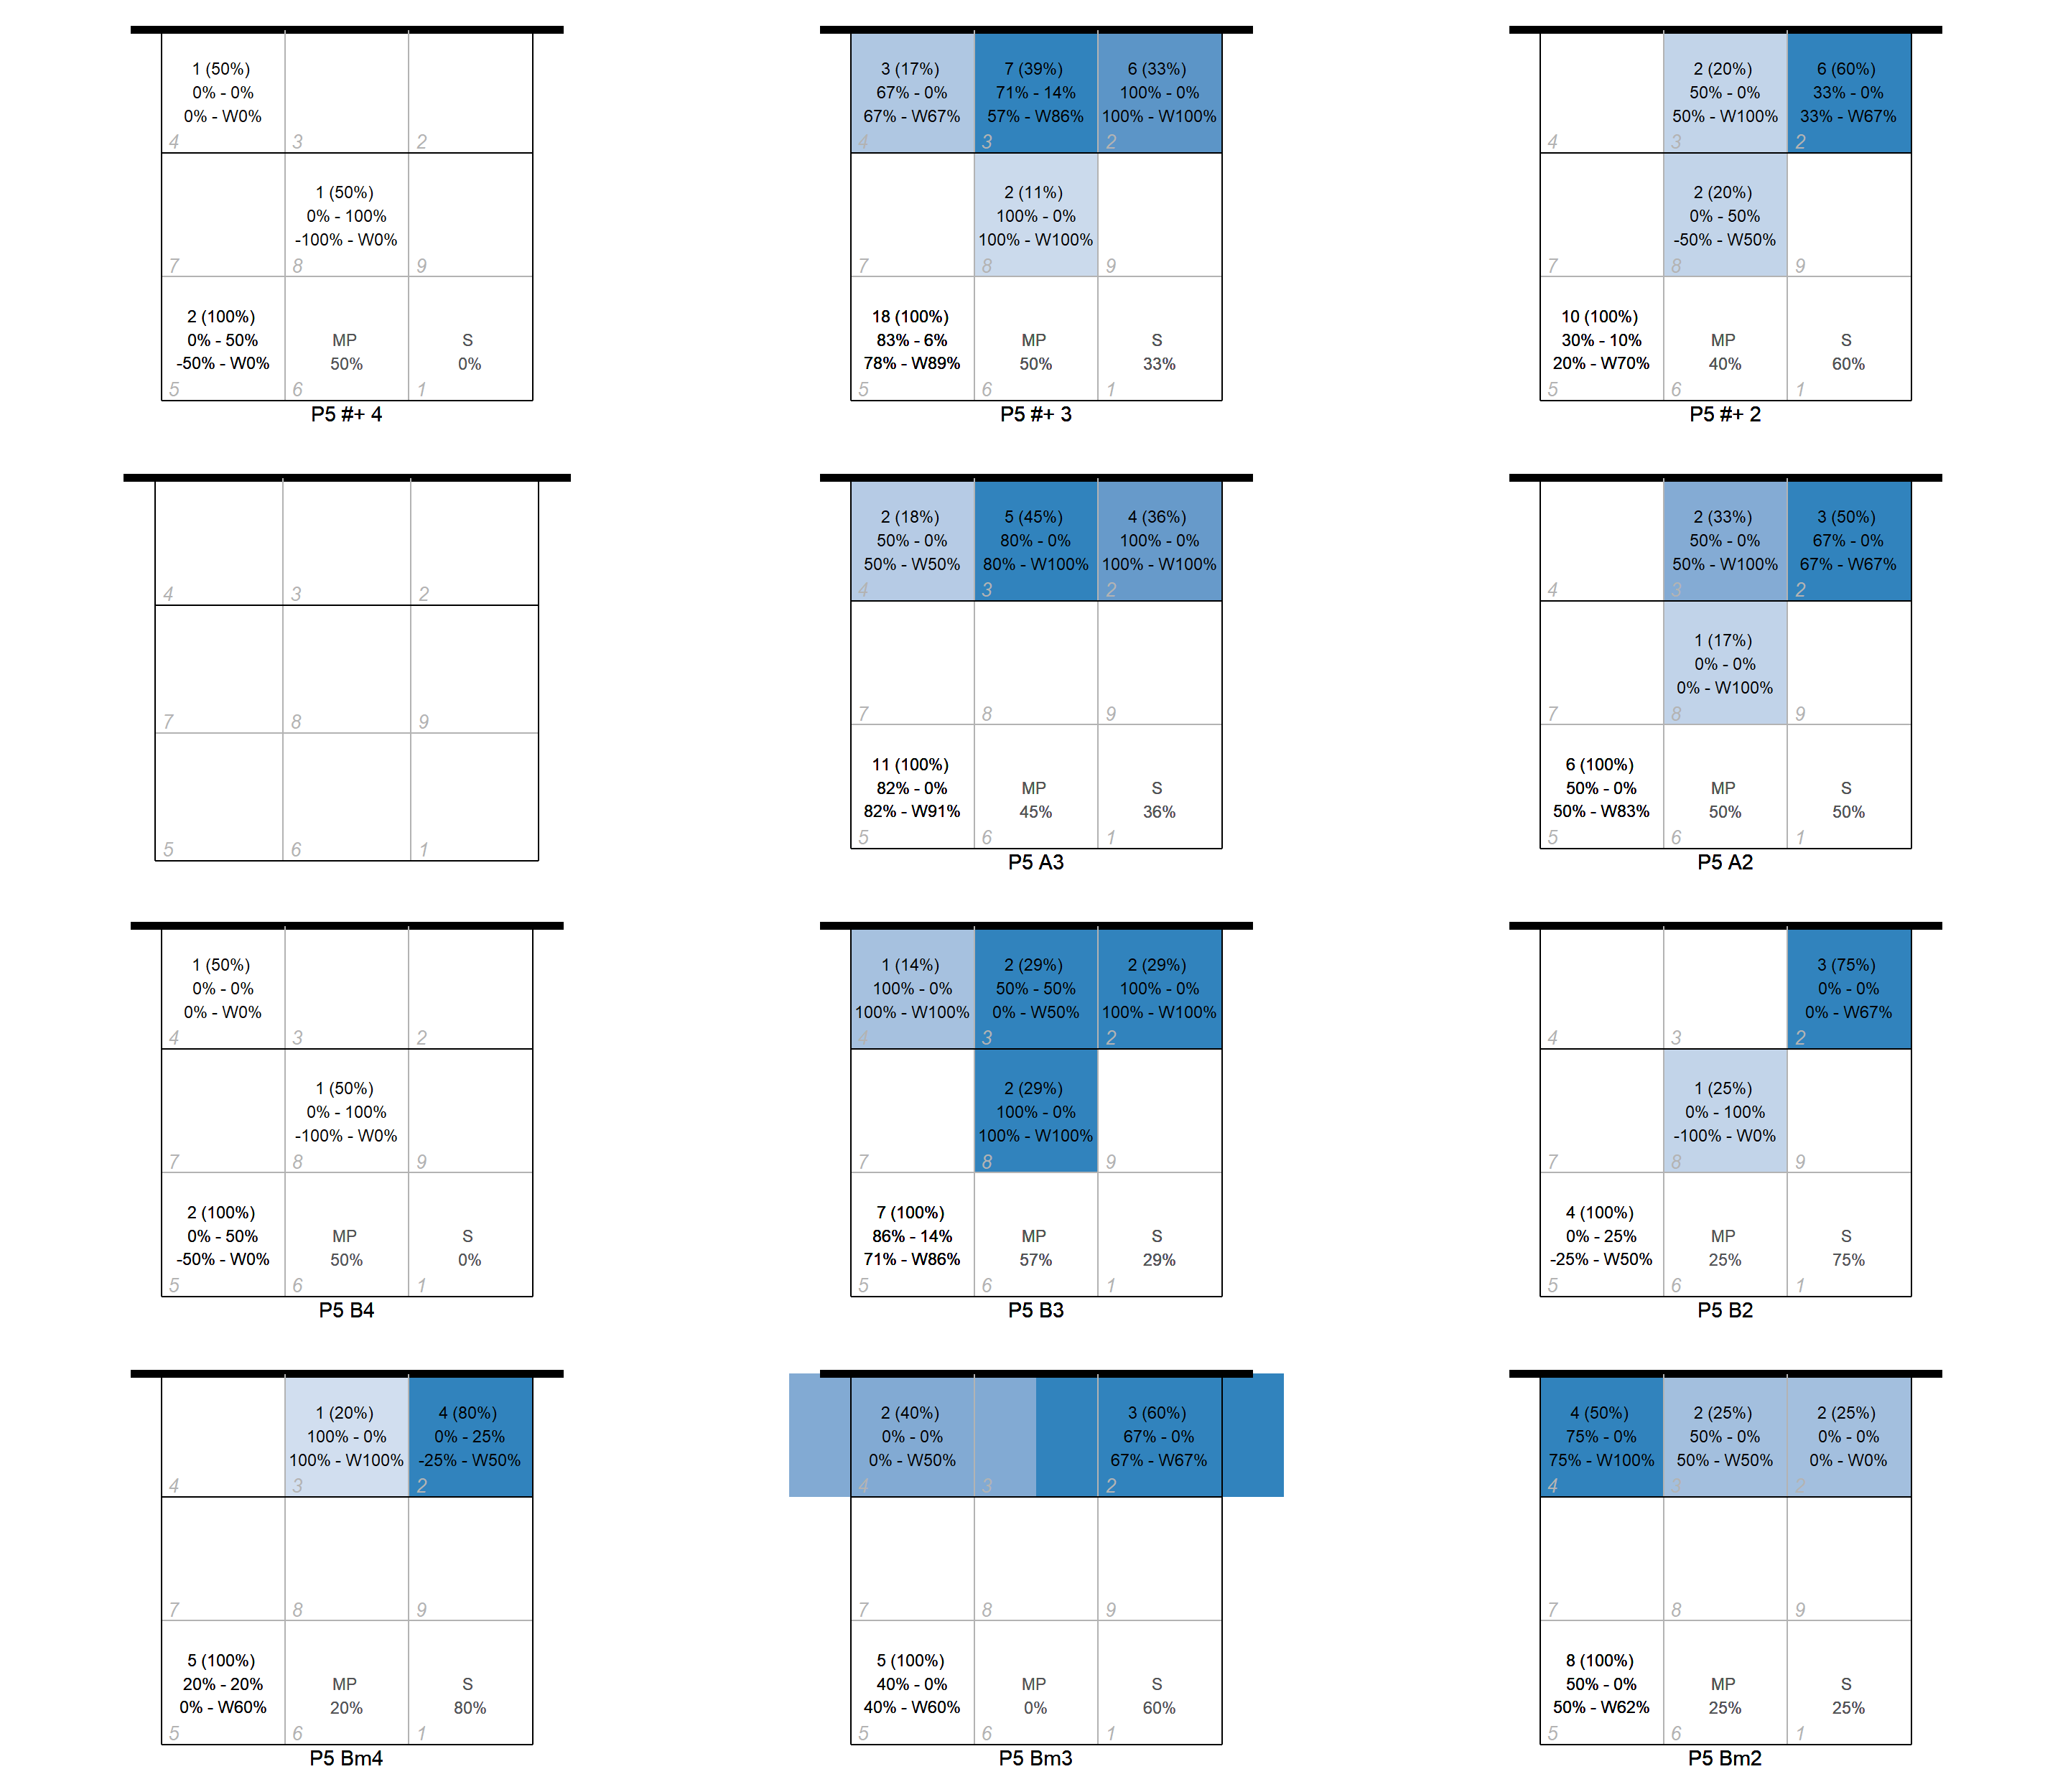 1 (50%)
0% - 0%
0% - W0%
4
3
2
1 (50%)
0% - 100%
-100% - W0%
7
8
9
2 (100%)
0% - 50%
-50% - W0%
MP
50%
S
0%
5
6
1
P5 #+ 4
3 (17%)
67% - 0%
67% - W67%
7 (39%)
71% - 14%
57% - W86%
6 (33%)
100% - 0%
100% - W100%
4
3
2
2 (11%)
100% - 0%
100% - W100%
7
8
9
18 (100%)
83% - 6%
78% - W89%
MP
50%
S
33%
5
6
1
P5 #+ 3
2 (20%)
50% - 0%
50% - W100%
6 (60%)
33% - 0%
33% - W67%
4
3
2
2 (20%)
0% - 50%
-50% - W50%
7
8
9
10 (100%)
30% - 10%
20% - W70%
MP
40%
S
60%
5
6
1
P5 #+ 2
4
3
2
7
8
9
5
6
1
2 (18%)
50% - 0%
50% - W50%
5 (45%)
80% - 0%
80% - W100%
4 (36%)
100% - 0%
100% - W100%
4
3
2
7
8
9
11 (100%)
82% - 0%
82% - W91%
MP
45%
S
36%
5
6
1
P5 A3
2 (33%)
50% - 0%
50% - W100%
3 (50%)
67% - 0%
67% - W67%
4
3
2
1 (17%)
0% - 0%
0% - W100%
7
8
9
6 (100%)
50% - 0%
50% - W83%
MP
50%
S
50%
5
6
1
P5 A2
1 (50%)
0% - 0%
0% - W0%
4
3
2
1 (50%)
0% - 100%
-100% - W0%
7
8
9
2 (100%)
0% - 50%
-50% - W0%
MP
50%
S
0%
5
6
1
P5 B4
1 (14%)
100% - 0%
100% - W100%
2 (29%)
50% - 50%
0% - W50%
2 (29%)
100% - 0%
100% - W100%
4
3
2
2 (29%)
100% - 0%
100% - W100%
7
8
9
7 (100%)
86% - 14%
71% - W86%
MP
57%
S
29%
5
6
1
P5 B3
3 (75%)
0% - 0%
0% - W67%
4
3
2
1 (25%)
0% - 100%
-100% - W0%
7
8
9
4 (100%)
0% - 25%
-25% - W50%
MP
25%
S
75%
5
6
1
P5 B2
1 (20%)
100% - 0%
100% - W100%
4 (80%)
0% - 25%
-25% - W50%
4
3
2
7
8
9
5 (100%)
20% - 20%
0% - W60%
MP
20%
S
80%
5
6
1
P5 Bm4
2 (40%)
0% - 0%
0% - W50%
3 (60%)
67% - 0%
67% - W67%
4
3
2
7
8
9
5 (100%)
40% - 0%
40% - W60%
MP
0%
S
60%
5
6
1
P5 Bm3
4 (50%)
75% - 0%
75% - W100%
2 (25%)
50% - 0%
50% - W50%
2 (25%)
0% - 0%
0% - W0%
4
3
2
7
8
9
8 (100%)
50% - 0%
50% - W62%
MP
25%
S
25%
5
6
1
P5 Bm2